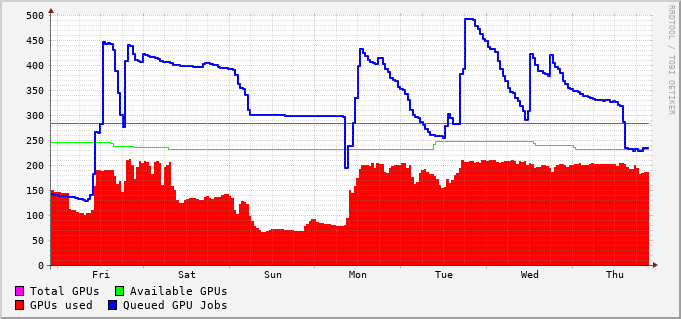 500
450
400
350
300
250
200
150
100
50
0
Fri Sat Sun Mon Tue Wed Thu
Total GPUs Available GPUs
GPUs used Queued GPU Jobs
RRDTOOL / TOBI OETIKER